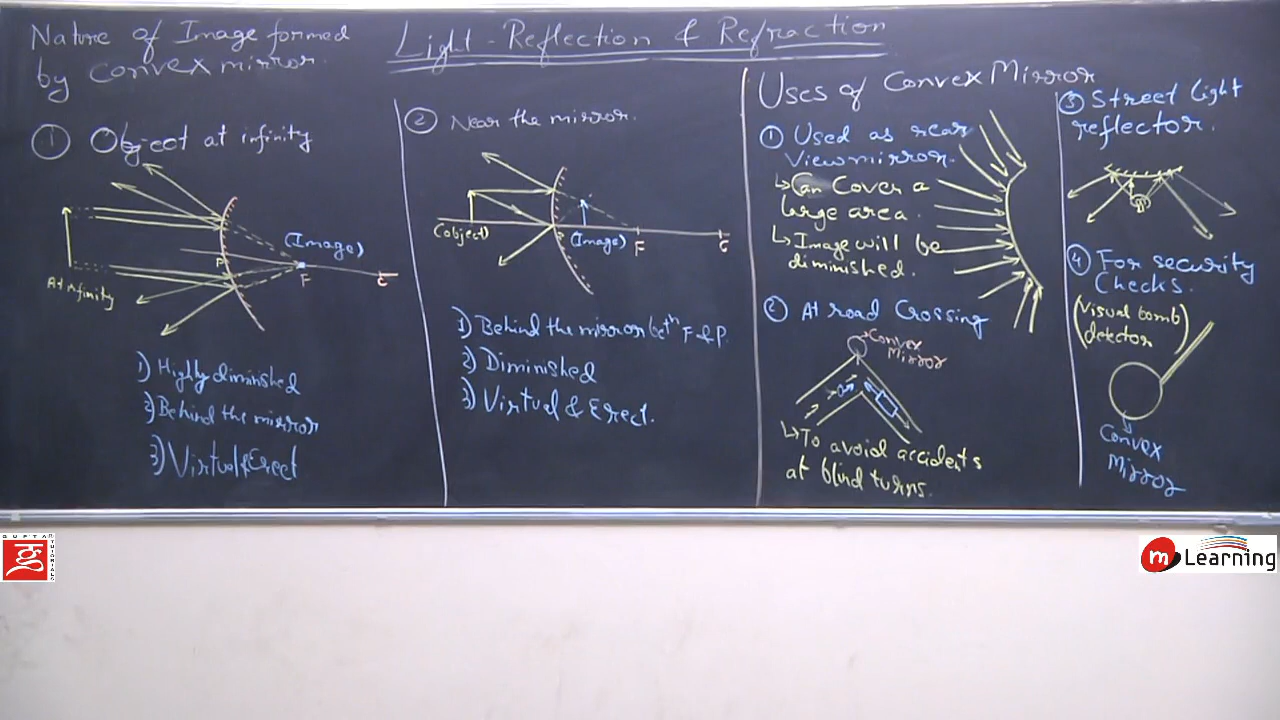 Nature of Image formed
by Convex mirror.
Light - Reflection & Refraction
① Object at infinity
At infinity
P
(Image)
F
C
1) Highly diminished
2) Behind the mirror
3) Virtual & Erect
② Near the mirror.
(Object)
P
(Image)
F
C
1) Behind the mirror betⁿ F & P.
2) Diminished
3) Virtual & Erect.
Uses of Convex Mirror
① Used as rear
view mirror.
↳ Can Cover a
large area.
↳ Image will be
diminished.
② At road Crossing
Convex
Mirror
↳ To avoid accidents
at blind turns.
③ Street light
reflector.
④ For security
Checks.
(Visual bomb)
detector
Convex
Mirror
GUPTA
TUTORIALS
m Learning